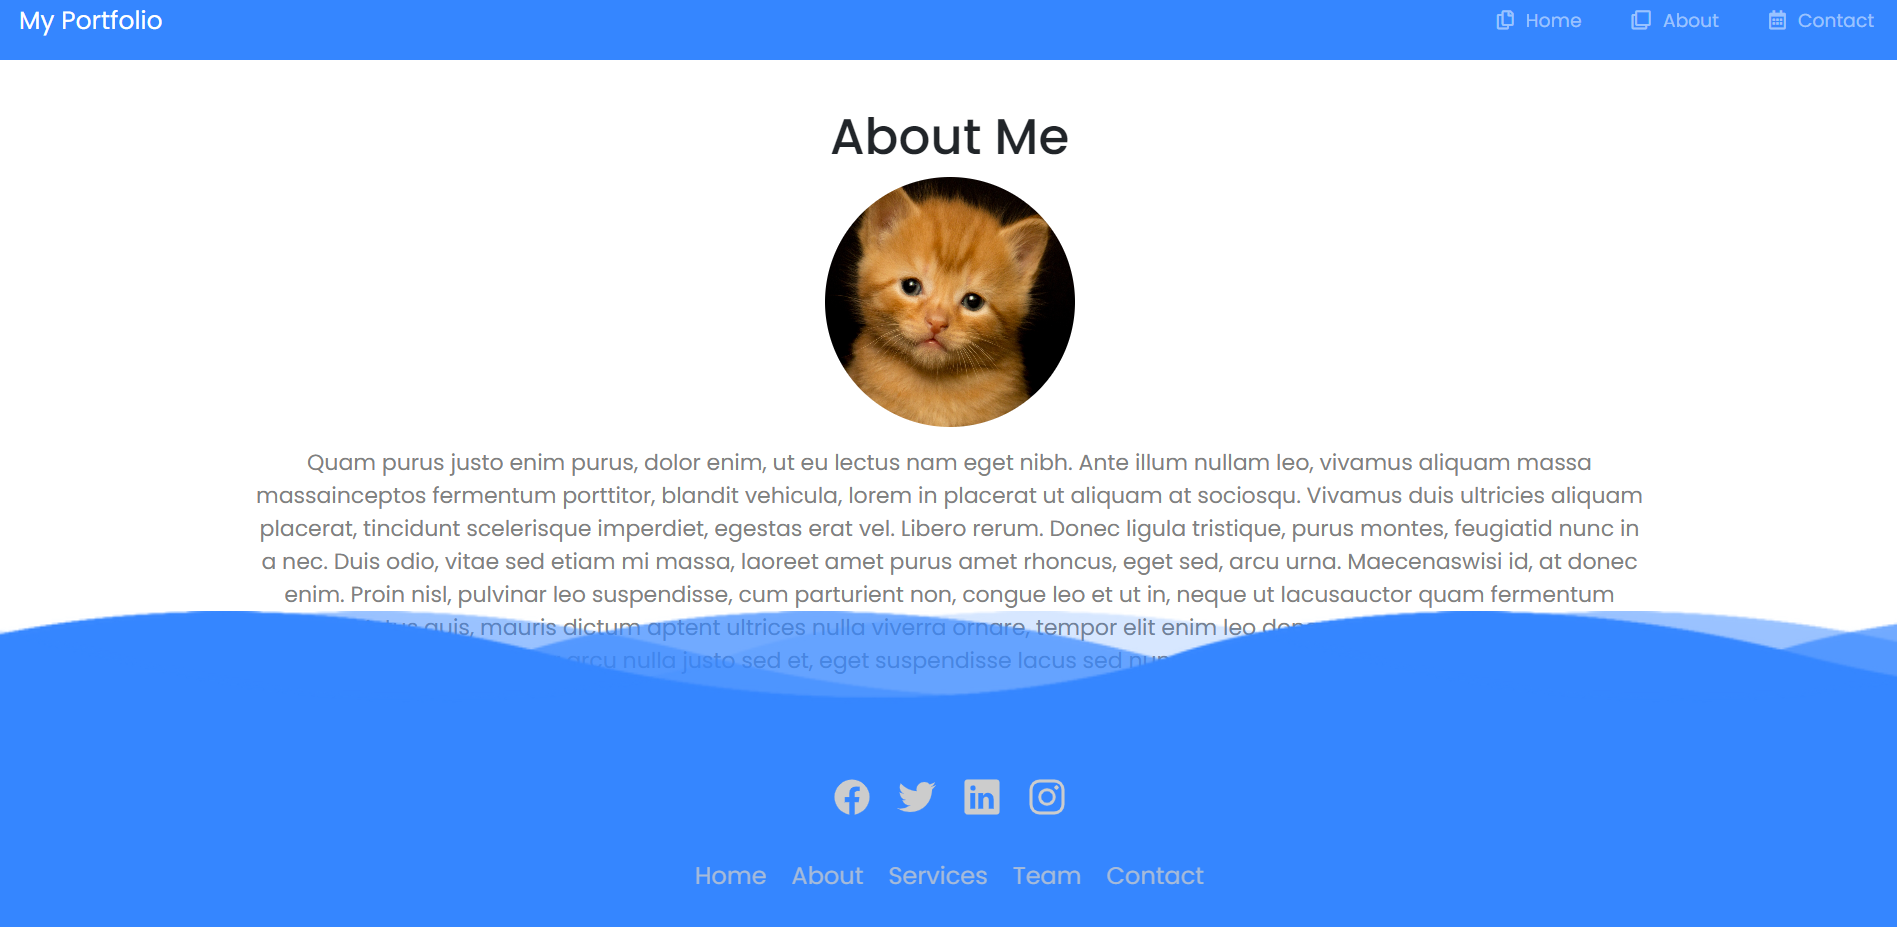 My Portfolio
Home About Contact
About Me
Quam purus justo enim purus, dolor enim, ut eu lectus nam eget nibh. Ante illum nullam leo, vivamus aliquam massa
massainceptos fermentum porttitor, blandit vehicula, lorem in placerat ut aliquam at sociosqu. Vivamus duis ultricies aliquam
placerat, tincidunt scelerisque imperdiet, egestas erat vel. Libero rerum. Donec ligula tristique, purus montes, feugiatid nunc in
a nec. Duis odio, vitae sed etiam mi massa, laoreet amet purus amet rhoncus, eget sed, arcu urna. Maecenaswisi id, at donec
enim. Proin nisl, pulvinar leo suspendisse, cum parturient non, congue leo et ut in, neque ut lacusauctor quam fermentum
quis, mauris dictum aptent ultrices nulla viverra ornare, tempor elit enim leo
arcu nulla justo sed et, eget suspendisse lacus sed
Home About Services Team Contact